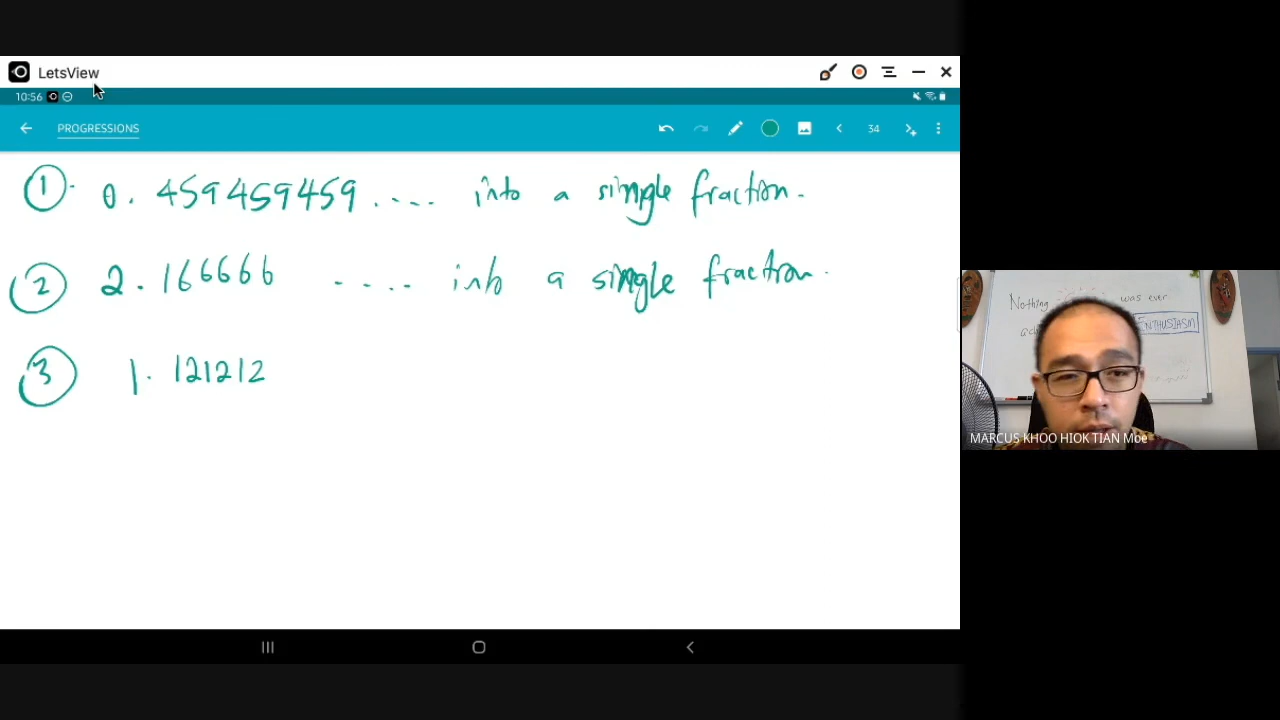 LetsView
10:56
PROGRESSIONS
34
① 0.459459459.... into a single fraction.
② 2.166666 .... into a single fraction.
③ 1.121212
Nothing was ever
ENTHUSIASM
MARCUS KHOO HIOK TIAN Moe